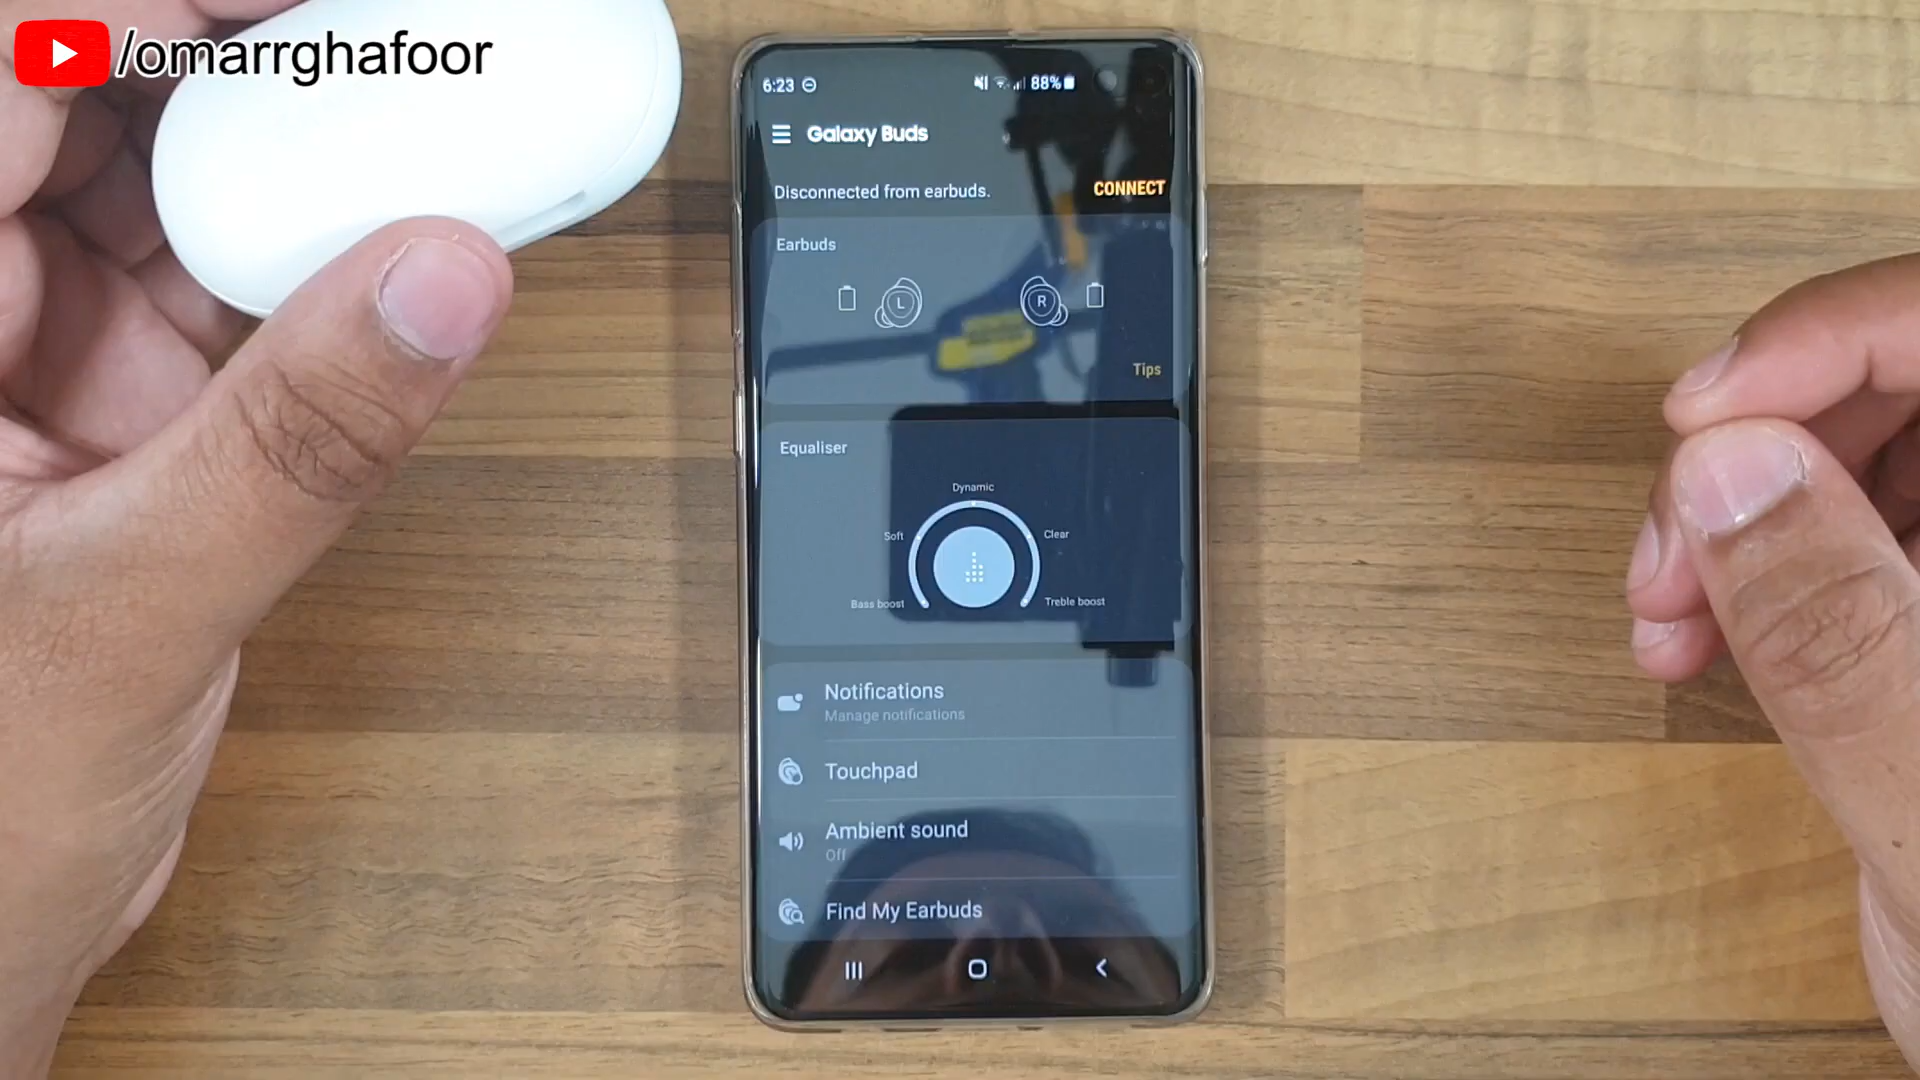 /omarrghafoor
6:23 88%
Galaxy Buds
Disconnected from earbuds. CONNECT
Earbuds
L R
Tips
Equaliser
Dynamic
Soft Clear
Bass boost Treble boost
Notifications
Manage notifications
Touchpad
Ambient sound
Off
Find My Earbuds